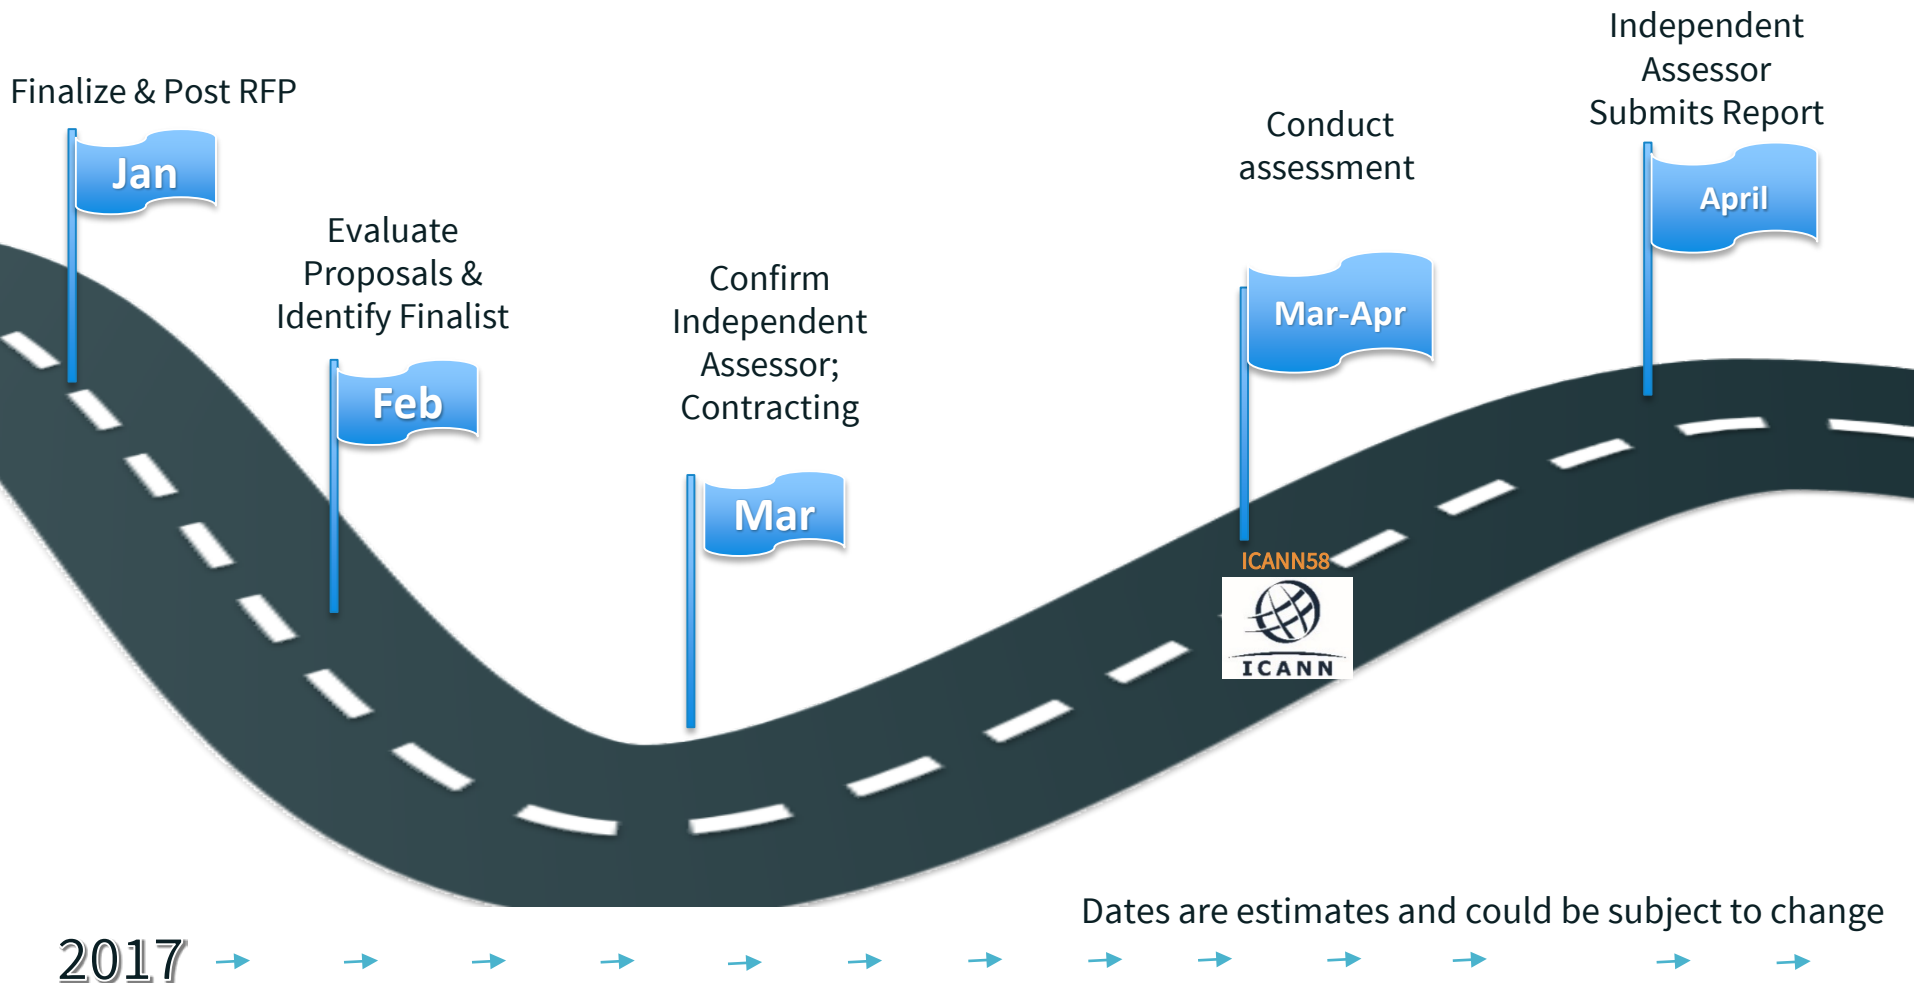 Finalize & Post RFP
Jan
Evaluate
Proposals &
Identify Finalist
Feb
Confirm
Independent
Assessor;
Contracting
Mar
Conduct
assessment
Mar-Apr
ICANN58
ICANN
Independent
Assessor
Submits Report
April
Dates are estimates and could be subject to change
2017